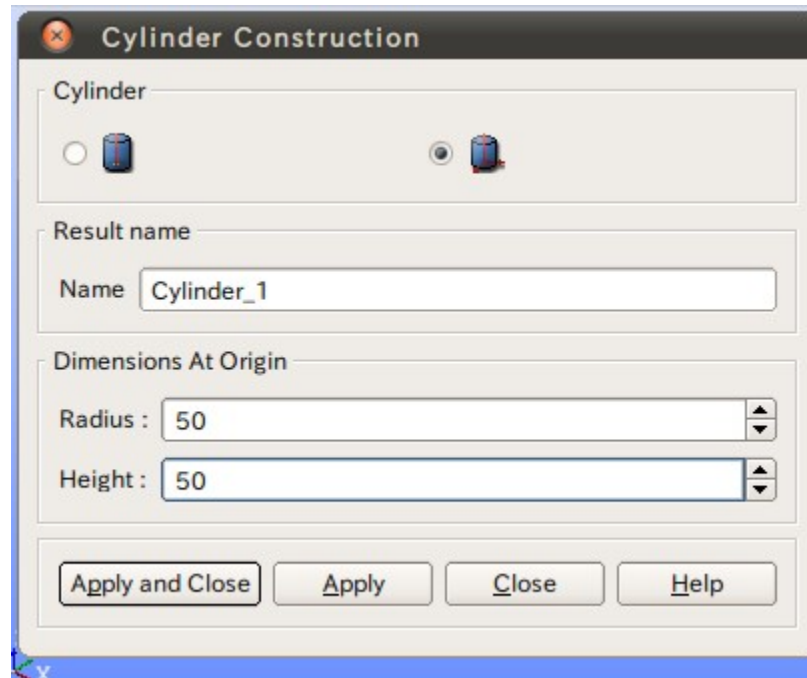 Cylinder Construction
Cylinder
Result name
Name Cylinder_1
Dimensions At Origin
Radius : 50
Height : 50
Apply and Close Apply Close Help
X